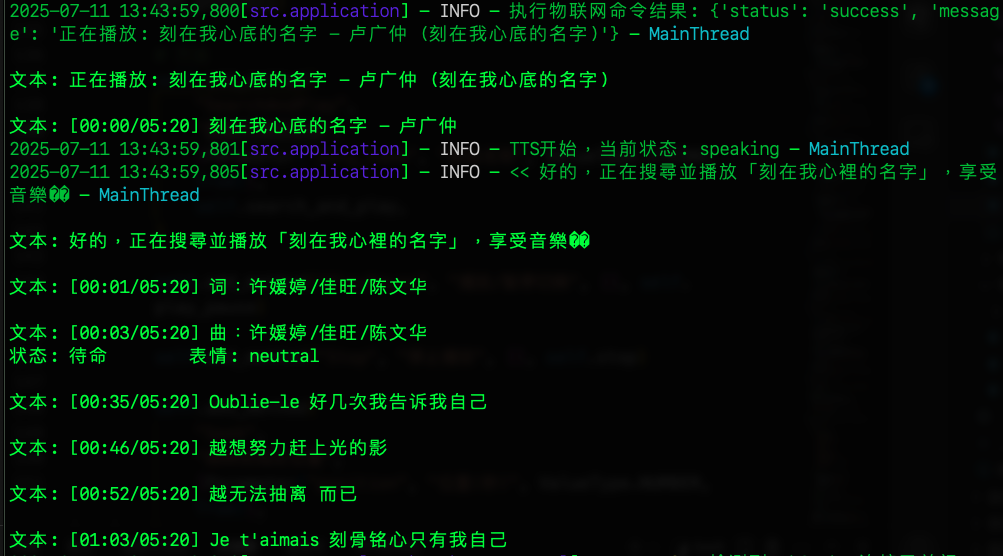 2025-07-11 13:43:59,800[src.application] - INFO - 执行物联网命令结果: {'status': 'success', 'messag
e': '正在播放: 刻在我心底的名字 - 卢广仲 (刻在我心底的名字)'} - MainThread
文本: 正在播放: 刻在我心底的名字 - 卢广仲 (刻在我心底的名字)
文本: [00:00/05:20] 刻在我心底的名字 - 卢广仲
2025-07-11 13:43:59,801[src.application] - INFO - TTS开始，当前状态: speaking - MainThread
2025-07-11 13:43:59,805[src.application] - INFO - << 好的，正在搜尋並播放「刻在我心裡的名字」，享受
音樂�� - MainThread
文本: 好的，正在搜尋並播放「刻在我心裡的名字」，享受音樂��
文本: [00:01/05:20] 词：许媛婷/佳旺/陈文华
文本: [00:03/05:20] 曲：许媛婷/佳旺/陈文华
状态: 待命 表情: neutral
文本: [00:35/05:20] Oublie-le 好几次我告诉我自己
文本: [00:46/05:20] 越想努力赶上光的影
文本: [00:52/05:20] 越无法抽离 而已
文本: [01:03/05:20] Je t'aimais 刻骨铭心只有我自己